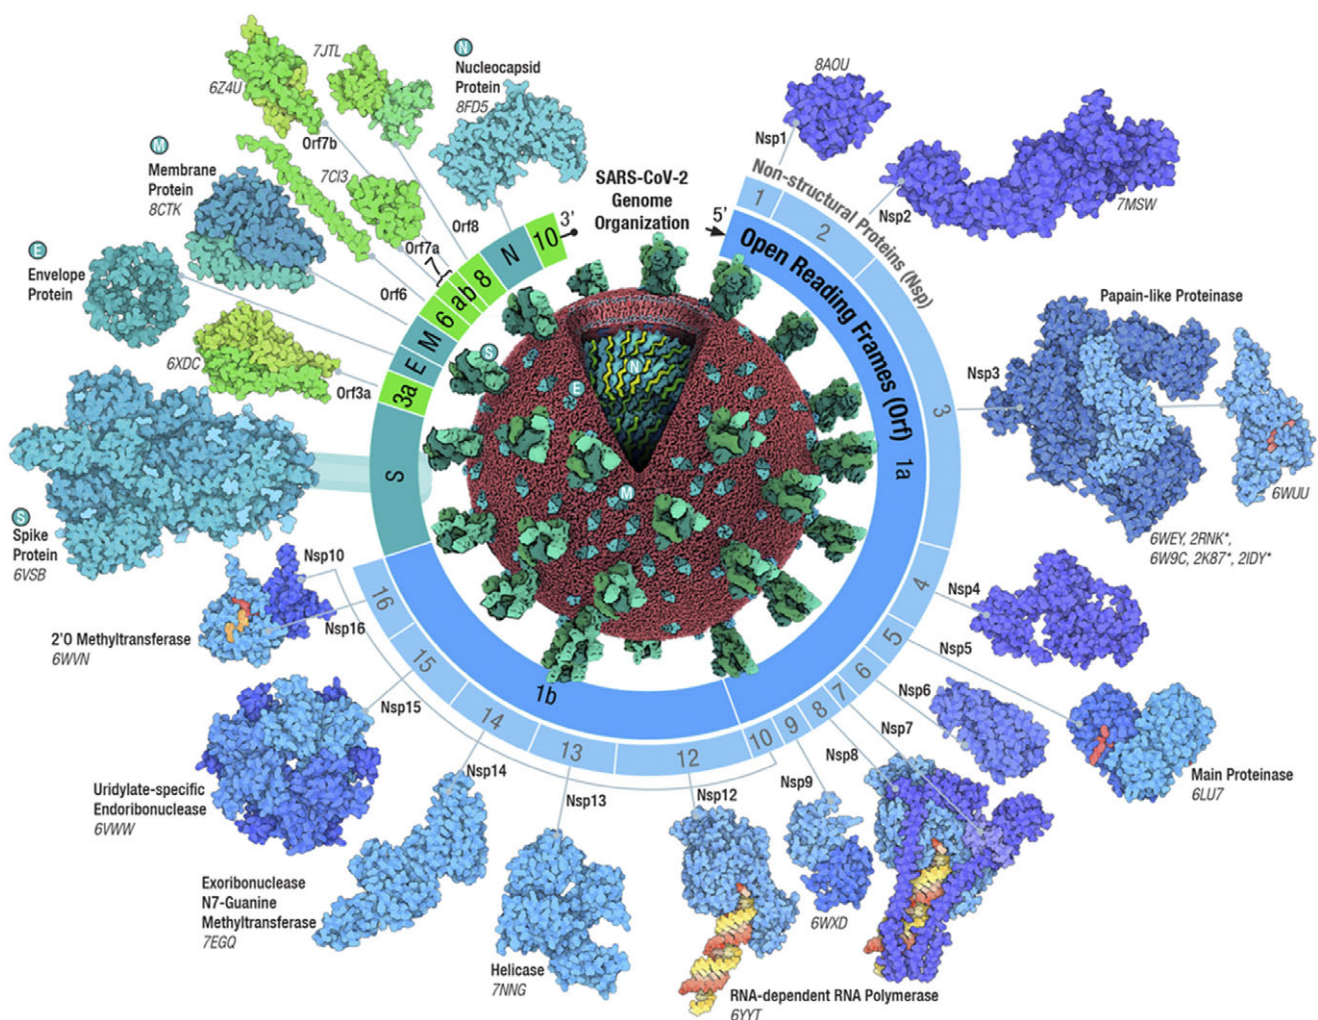 SARS-CoV-2
Genome
Organization
3'
5'
Open Reading Frames (Orf) 1a
1b
Non-structural Proteins (Nsp)
1
2
3
4
5
6
7
8
9
10
12
13
14
15
16
S
3a
E
M
6
7
ab
8
N
10
8AOU
Nsp1
Nsp2
7MSW
Papain-like Proteinase
Nsp3
6WUU
6WEY, 2RNK*,
6W9C, 2K87*, 2IDY*
Nsp4
Nsp5
Main Proteinase
6LU7
Nsp6
Nsp7
Nsp8
Nsp9
6WXD
Nsp12
RNA-dependent RNA Polymerase
6YYT
Nsp13
Helicase
7NNG
Nsp14
Exoribonuclease
N7-Guanine
Methyltransferase
7EGQ
Nsp15
Uridylate-specific
Endoribonuclease
6VWW
Nsp10
Nsp16
2'O Methyltransferase
6WVN
S
Spike
Protein
6VSB
6XDC
Orf3a
E
Envelope
Protein
M
Membrane
Protein
8CTK
Orf6
7CI3
Orf7a
6Z4U
Orf7b
7JTL
Orf8
N
Nucleocapsid
Protein
8FD5
S
E
N
M